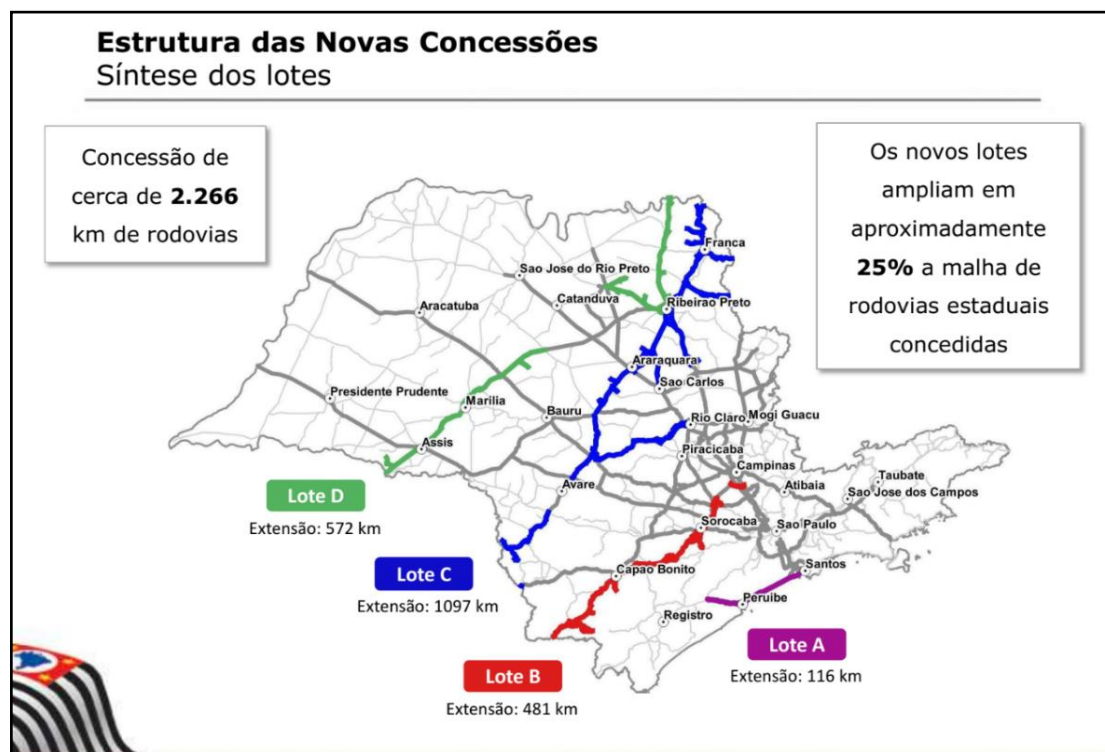 Estrutura das Novas Concessões
Síntese dos lotes
Concessão de
cerca de 2.266
km de rodovias
Os novos lotes
ampliam em
aproximadamente
25% a malha de
rodovias estaduais
concedidas
Franca
Sao Jose do Rio Preto
Catanduva
Ribeirao Preto
Aracatuba
Araraquara
Sao Carlos
Presidente Prudente
Marilia
Bauru
Rio Claro
Mogi Guacu
Assis
Piracicaba
Campinas
Avare
Atibaia
Taubate
Sao Jose dos Campos
Sorocaba
Sao Paulo
Capao Bonito
Santos
Peruibe
Registro
Lote D
Extensão: 572 km
Lote C
Extensão: 1097 km
Lote B
Extensão: 481 km
Lote A
Extensão: 116 km